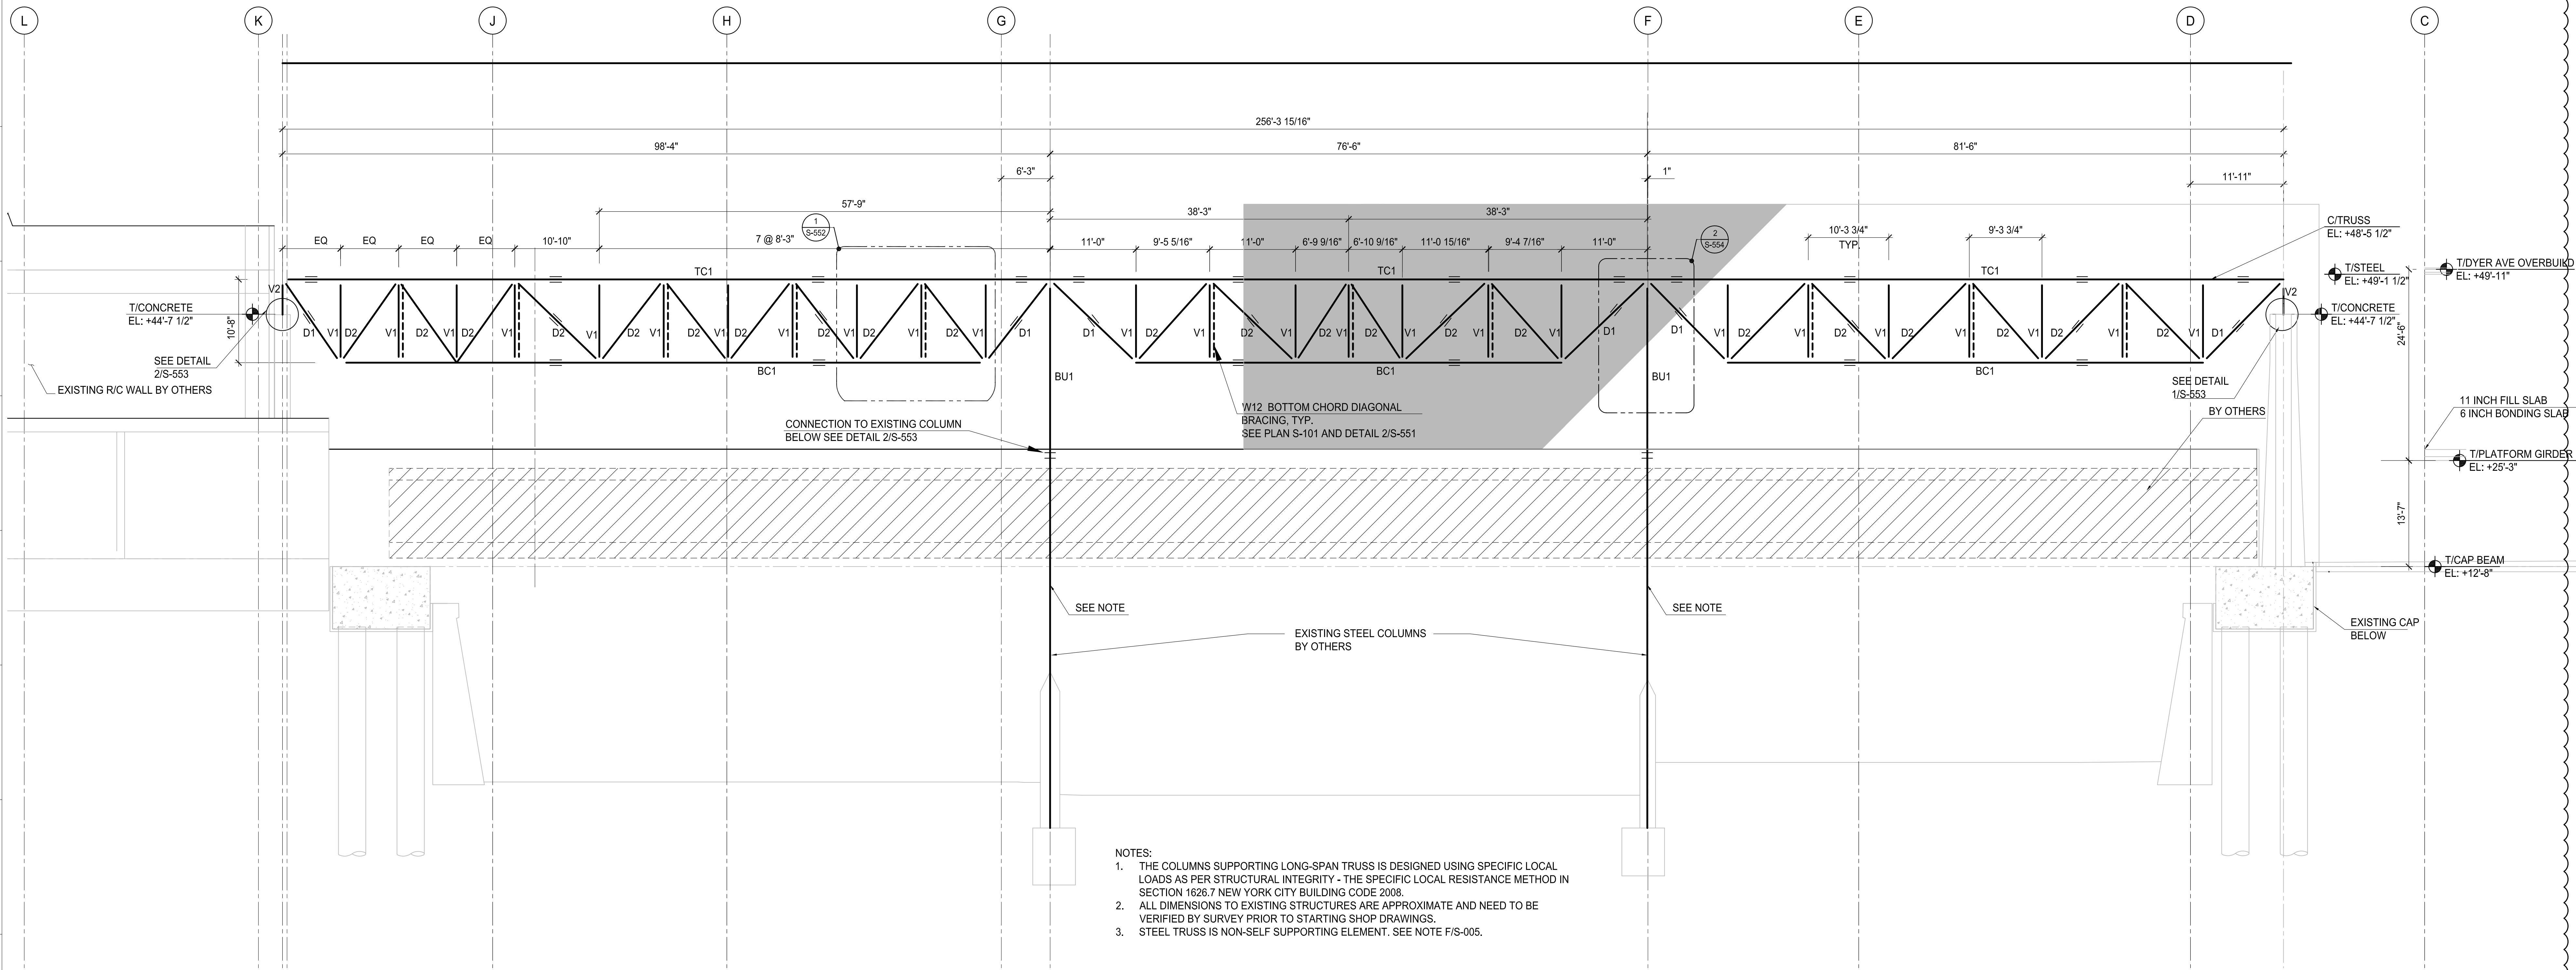 L
K
J
H
G
F
E
D
C
256'-3 15/16"
98'-4"
76'-6"
81'-6"
6'-3"
1"
11'-11"
57'-9"
38'-3"
38'-3"
1
S-552
2
S-554
EQ
EQ
EQ
EQ
10'-10"
7 @ 8'-3"
11'-0"
9'-5 5/16"
11'-0"
6'-9 9/16"
6'-10 9/16"
11'-0 15/16"
9'-4 7/16"
11'-0"
10'-3 3/4"
TYP.
9'-3 3/4"
C/TRUSS
EL: +48'-5 1/2"
T/STEEL
EL: +49'-1 1/2"
T/DYER AVE OVERBUILD
EL: +49'-11"
TC1
TC1
TC1
V2
V2
T/CONCRETE
EL: +44'-7 1/2"
T/CONCRETE
EL: +44'-7 1/2"
10'-8"
24'-6"
D1
V1
D2
V1
D2
D2
V1
D2
V1
D2
V1
D2
V1
D2
V1
D2
V1
D2
V1
D2
V1
D1
D1
V1
D2
V1
D2
V1
D2
V1
D2
V1
D2
V1
D2
V1
D1
D1
V1
D2
V1
D2
V1
D2
V1
D2
V1
D2
V1
D2
V1
D1
SEE DETAIL
2/S-553
EXISTING R/C WALL BY OTHERS
BC1
BC1
BC1
BU1
BU1
SEE DETAIL
1/S-553
BY OTHERS
W12  BOTTOM CHORD DIAGONAL
BRACING, TYP.
SEE PLAN S-101 AND DETAIL 2/S-551
CONNECTION TO EXISTING COLUMN
BELOW SEE DETAIL 2/S-553
11 INCH FILL SLAB
6 INCH BONDING SLAB
T/PLATFORM GIRDER
EL: +25'-3"
13'-7"
T/CAP BEAM
EL: +12'-8"
SEE NOTE
SEE NOTE
EXISTING STEEL COLUMNS
BY OTHERS
EXISTING CAP
BELOW
NOTES:
1. THE COLUMNS SUPPORTING LONG-SPAN TRUSS IS DESIGNED USING SPECIFIC LOCAL
LOADS AS PER STRUCTURAL INTEGRITY - THE SPECIFIC LOCAL RESISTANCE METHOD IN
SECTION 1626.7 NEW YORK CITY BUILDING CODE 2008.
2. ALL DIMENSIONS TO EXISTING STRUCTURES ARE APPROXIMATE AND NEED TO BE
VERIFIED BY SURVEY PRIOR TO STARTING SHOP DRAWINGS.
3. STEEL TRUSS IS NON-SELF SUPPORTING ELEMENT. SEE NOTE F/S-005.